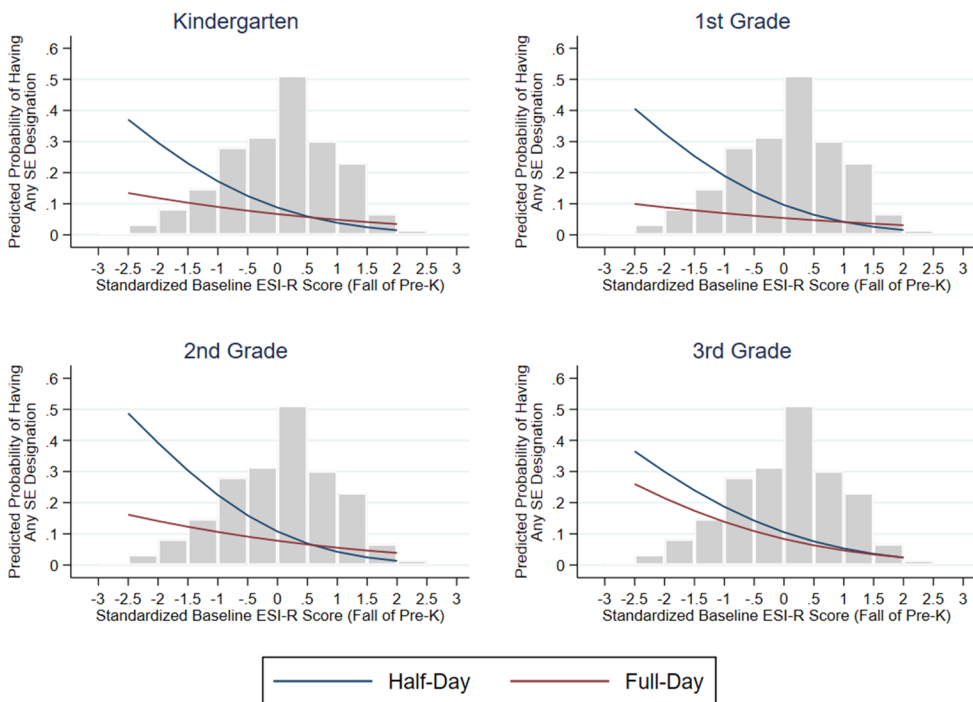 Kindergarten
Predicted Probability of Having
Any SE Designation
.6
.5
.4
.3
.2
.1
0
-3 -2.5 -2 -1.5 -1 -.5 0 .5 1 1.5 2 2.5 3
Standardized Baseline ESI-R Score (Fall of Pre-K)
1st Grade
Predicted Probability of Having
Any SE Designation
.6
.5
.4
.3
.2
.1
0
-3 -2.5 -2 -1.5 -1 -.5 0 .5 1 1.5 2 2.5 3
Standardized Baseline ESI-R Score (Fall of Pre-K)
2nd Grade
Predicted Probability of Having
Any SE Designation
.6
.5
.4
.3
.2
.1
0
-3 -2.5 -2 -1.5 -1 -.5 0 .5 1 1.5 2 2.5 3
Standardized Baseline ESI-R Score (Fall of Pre-K)
3rd Grade
Predicted Probability of Having
Any SE Designation
.6
.5
.4
.3
.2
.1
0
-3 -2.5 -2 -1.5 -1 -.5 0 .5 1 1.5 2 2.5 3
Standardized Baseline ESI-R Score (Fall of Pre-K)
Half-Day Full-Day